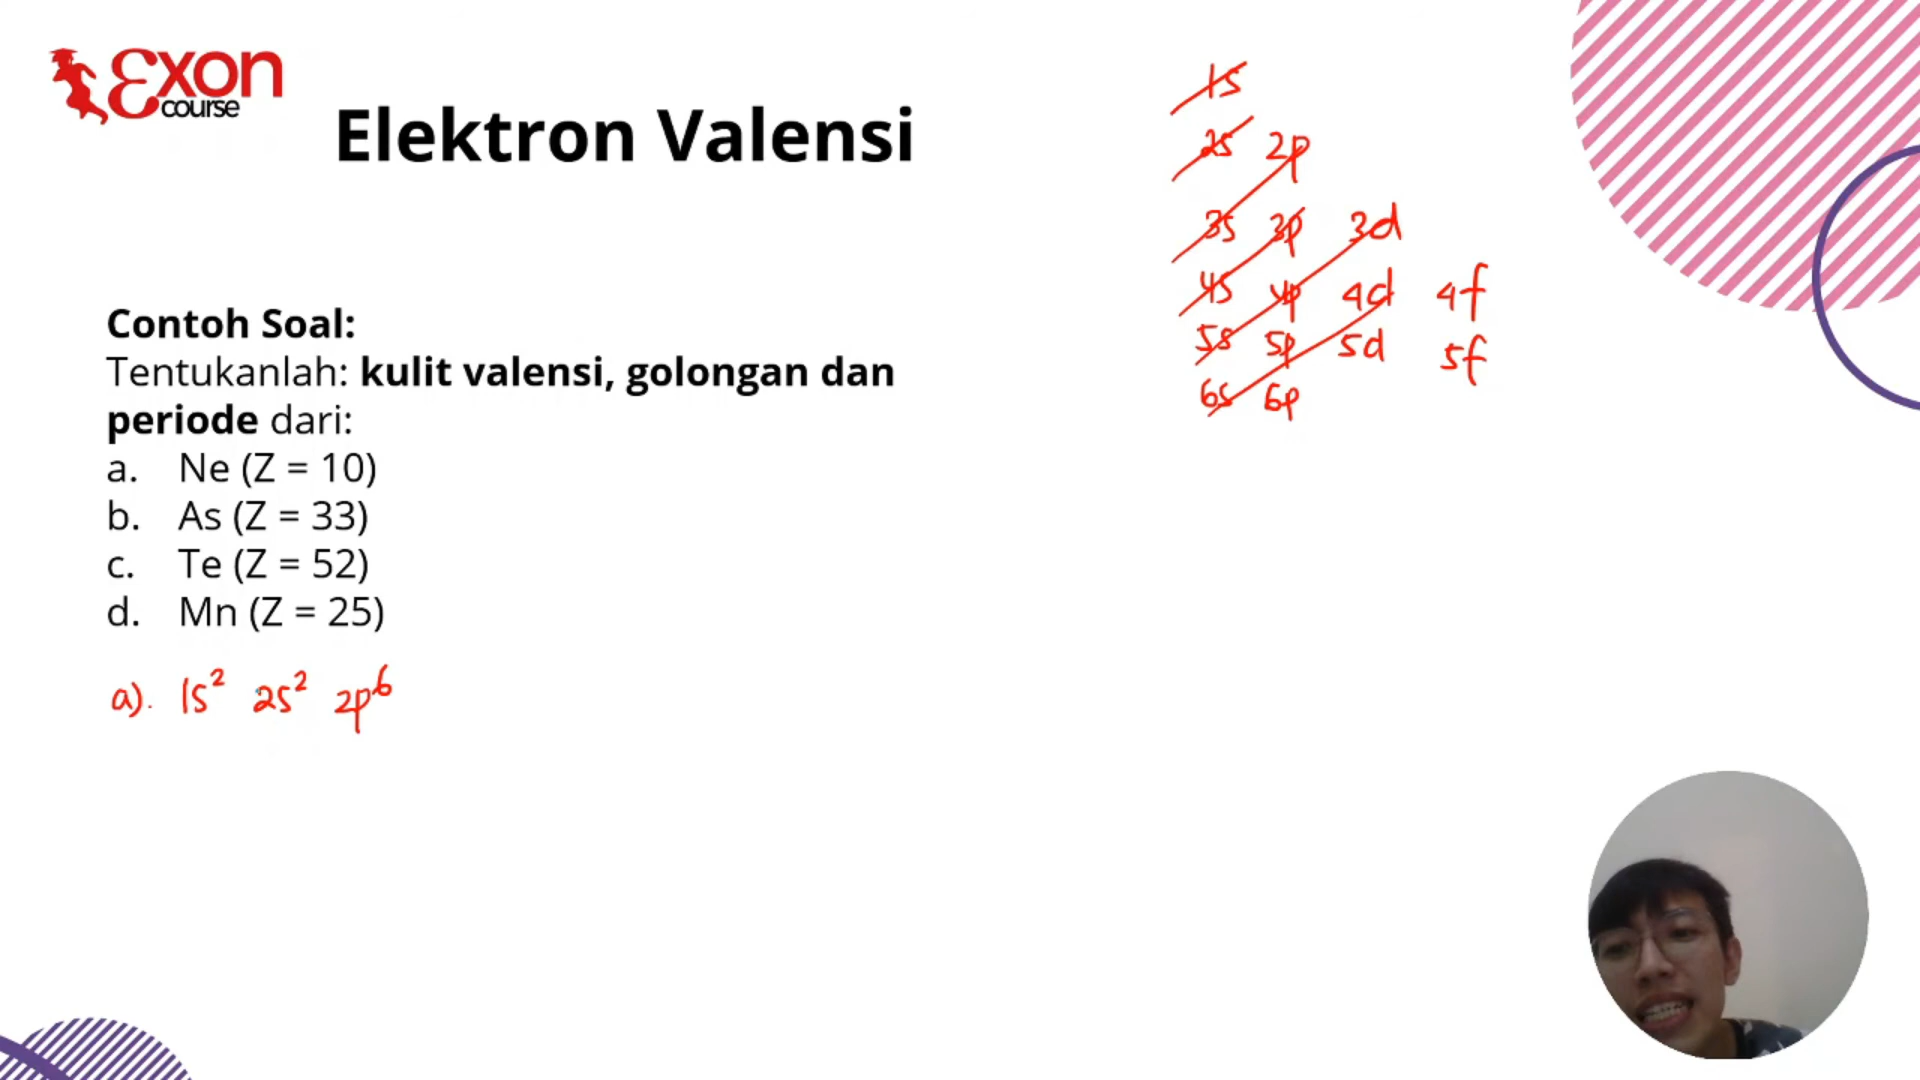 Exon
course
Elektron Valensi
1s
2s 2p
3s 3p 3d
4s 4p 4d 4f
5s 5p 5d 5f
6s 6p
Contoh Soal:
Tentukanlah: kulit valensi, golongan dan
periode dari:
a. Ne (Z = 10)
b. As (Z = 33)
c. Te (Z = 52)
d. Mn (Z = 25)
a). 1s² 2s² 2p⁶